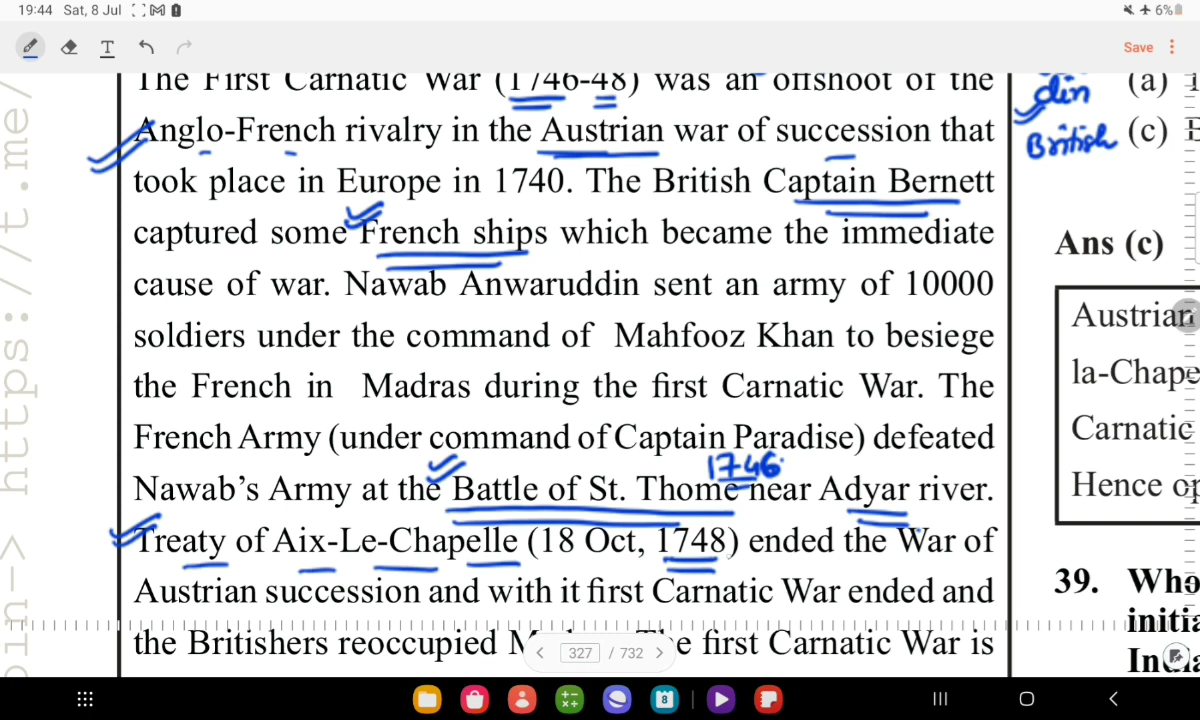 19:44 Sat, 8 Jul
6%
T
Save
The First Carnatic War (1746-48) was an offshoot of the
Anglo-French rivalry in the Austrian war of succession that
took place in Europe in 1740. The British Captain Bernett
captured some French ships which became the immediate
cause of war. Nawab Anwaruddin sent an army of 10000
soldiers under the command of Mahfooz Khan to besiege
the French in Madras during the first Carnatic War. The
French Army (under command of Captain Paradise) defeated
1746
Nawab's Army at the Battle of St. Thome near Adyar river.
Treaty of Aix-Le-Chapelle (18 Oct, 1748) ended the War of
Austrian succession and with it first Carnatic War ended and
the Britishers reoccupied first Carnatic War is
din
British
(a)
(c)
Ans (c)
Austrian
la-Chape
Carnatic
Hence op
39. Who
initia
India
https://t.me/
327 / 732
8